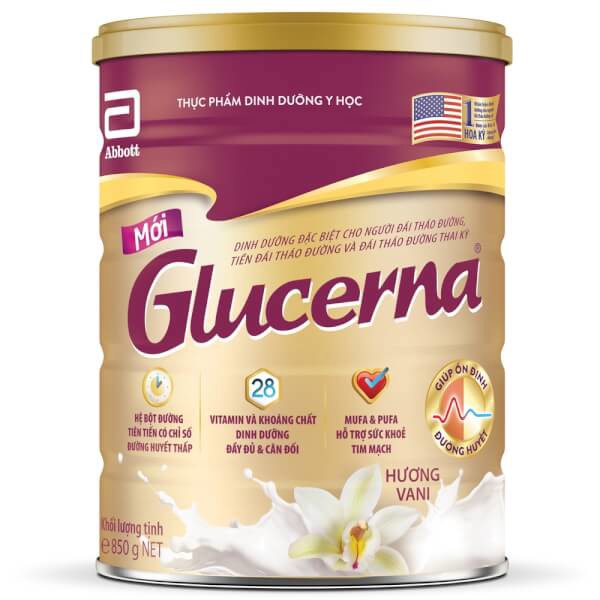 Abbott
THỰC PHẨM DINH DƯỠNG Y HỌC
1
HOA KỲ
Mới
DINH DƯỠNG ĐẶC BIỆT CHO NGƯỜI ĐÁI THÁO ĐƯỜNG,
TIỀN ĐÁI THÁO ĐƯỜNG VÀ ĐÁI THÁO ĐƯỜNG THAI KỲ
Glucerna®
HỆ BỘT ĐƯỜNG
TIÊN TIẾN CÓ CHỈ SỐ
ĐƯỜNG HUYẾT THẤP
28
VITAMIN VÀ KHOÁNG CHẤT
DINH DƯỠNG
ĐẦY ĐỦ & CÂN ĐỐI
MUFA & PUFA
HỖ TRỢ SỨC KHOẺ
TIM MẠCH
GIÚP ỔN ĐỊNH
ĐƯỜNG HUYẾT
HƯƠNG
VANI
Khối lượng tịnh
℮ 850 g NET